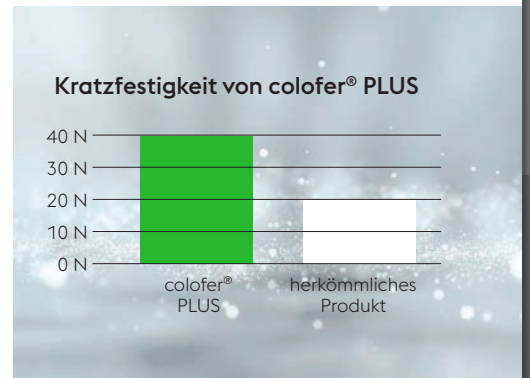 Kratzfestigkeit von colofer® PLUS
40 N
30 N
20 N
10 N
0 N
colofer®
PLUS
herkömmliches
Produkt